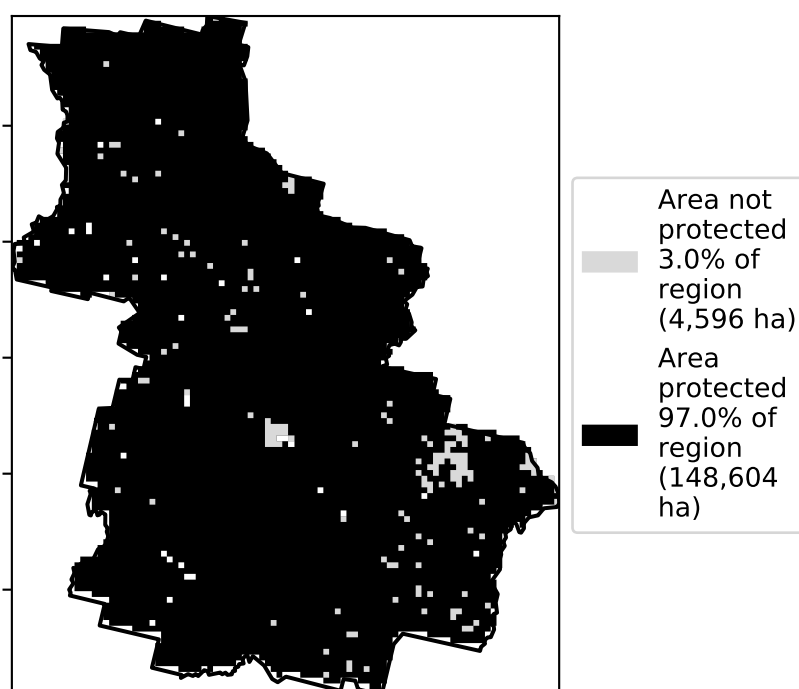 Area not
protected
3.0% of
region
(4,596 ha)
Area
protected
97.0% of
region
(148,604
ha)